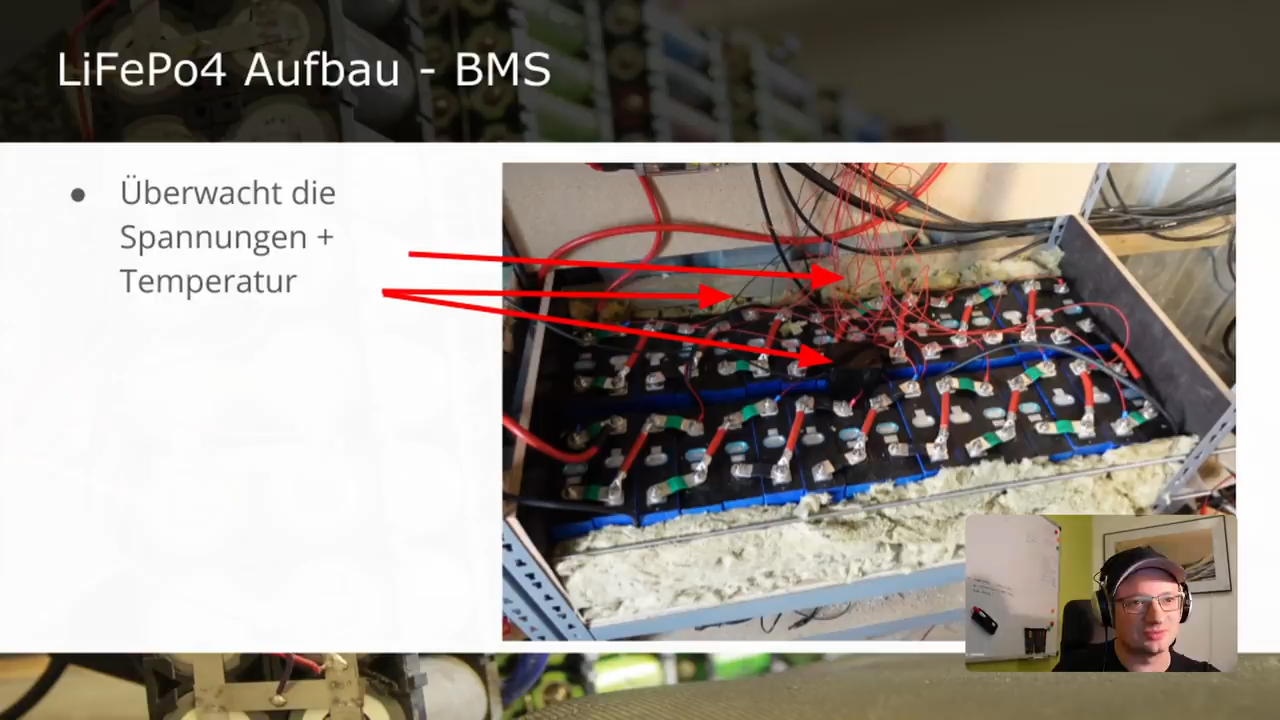 LiFePo4 Aufbau - BMS
● Überwacht die
Spannungen +
Temperatur